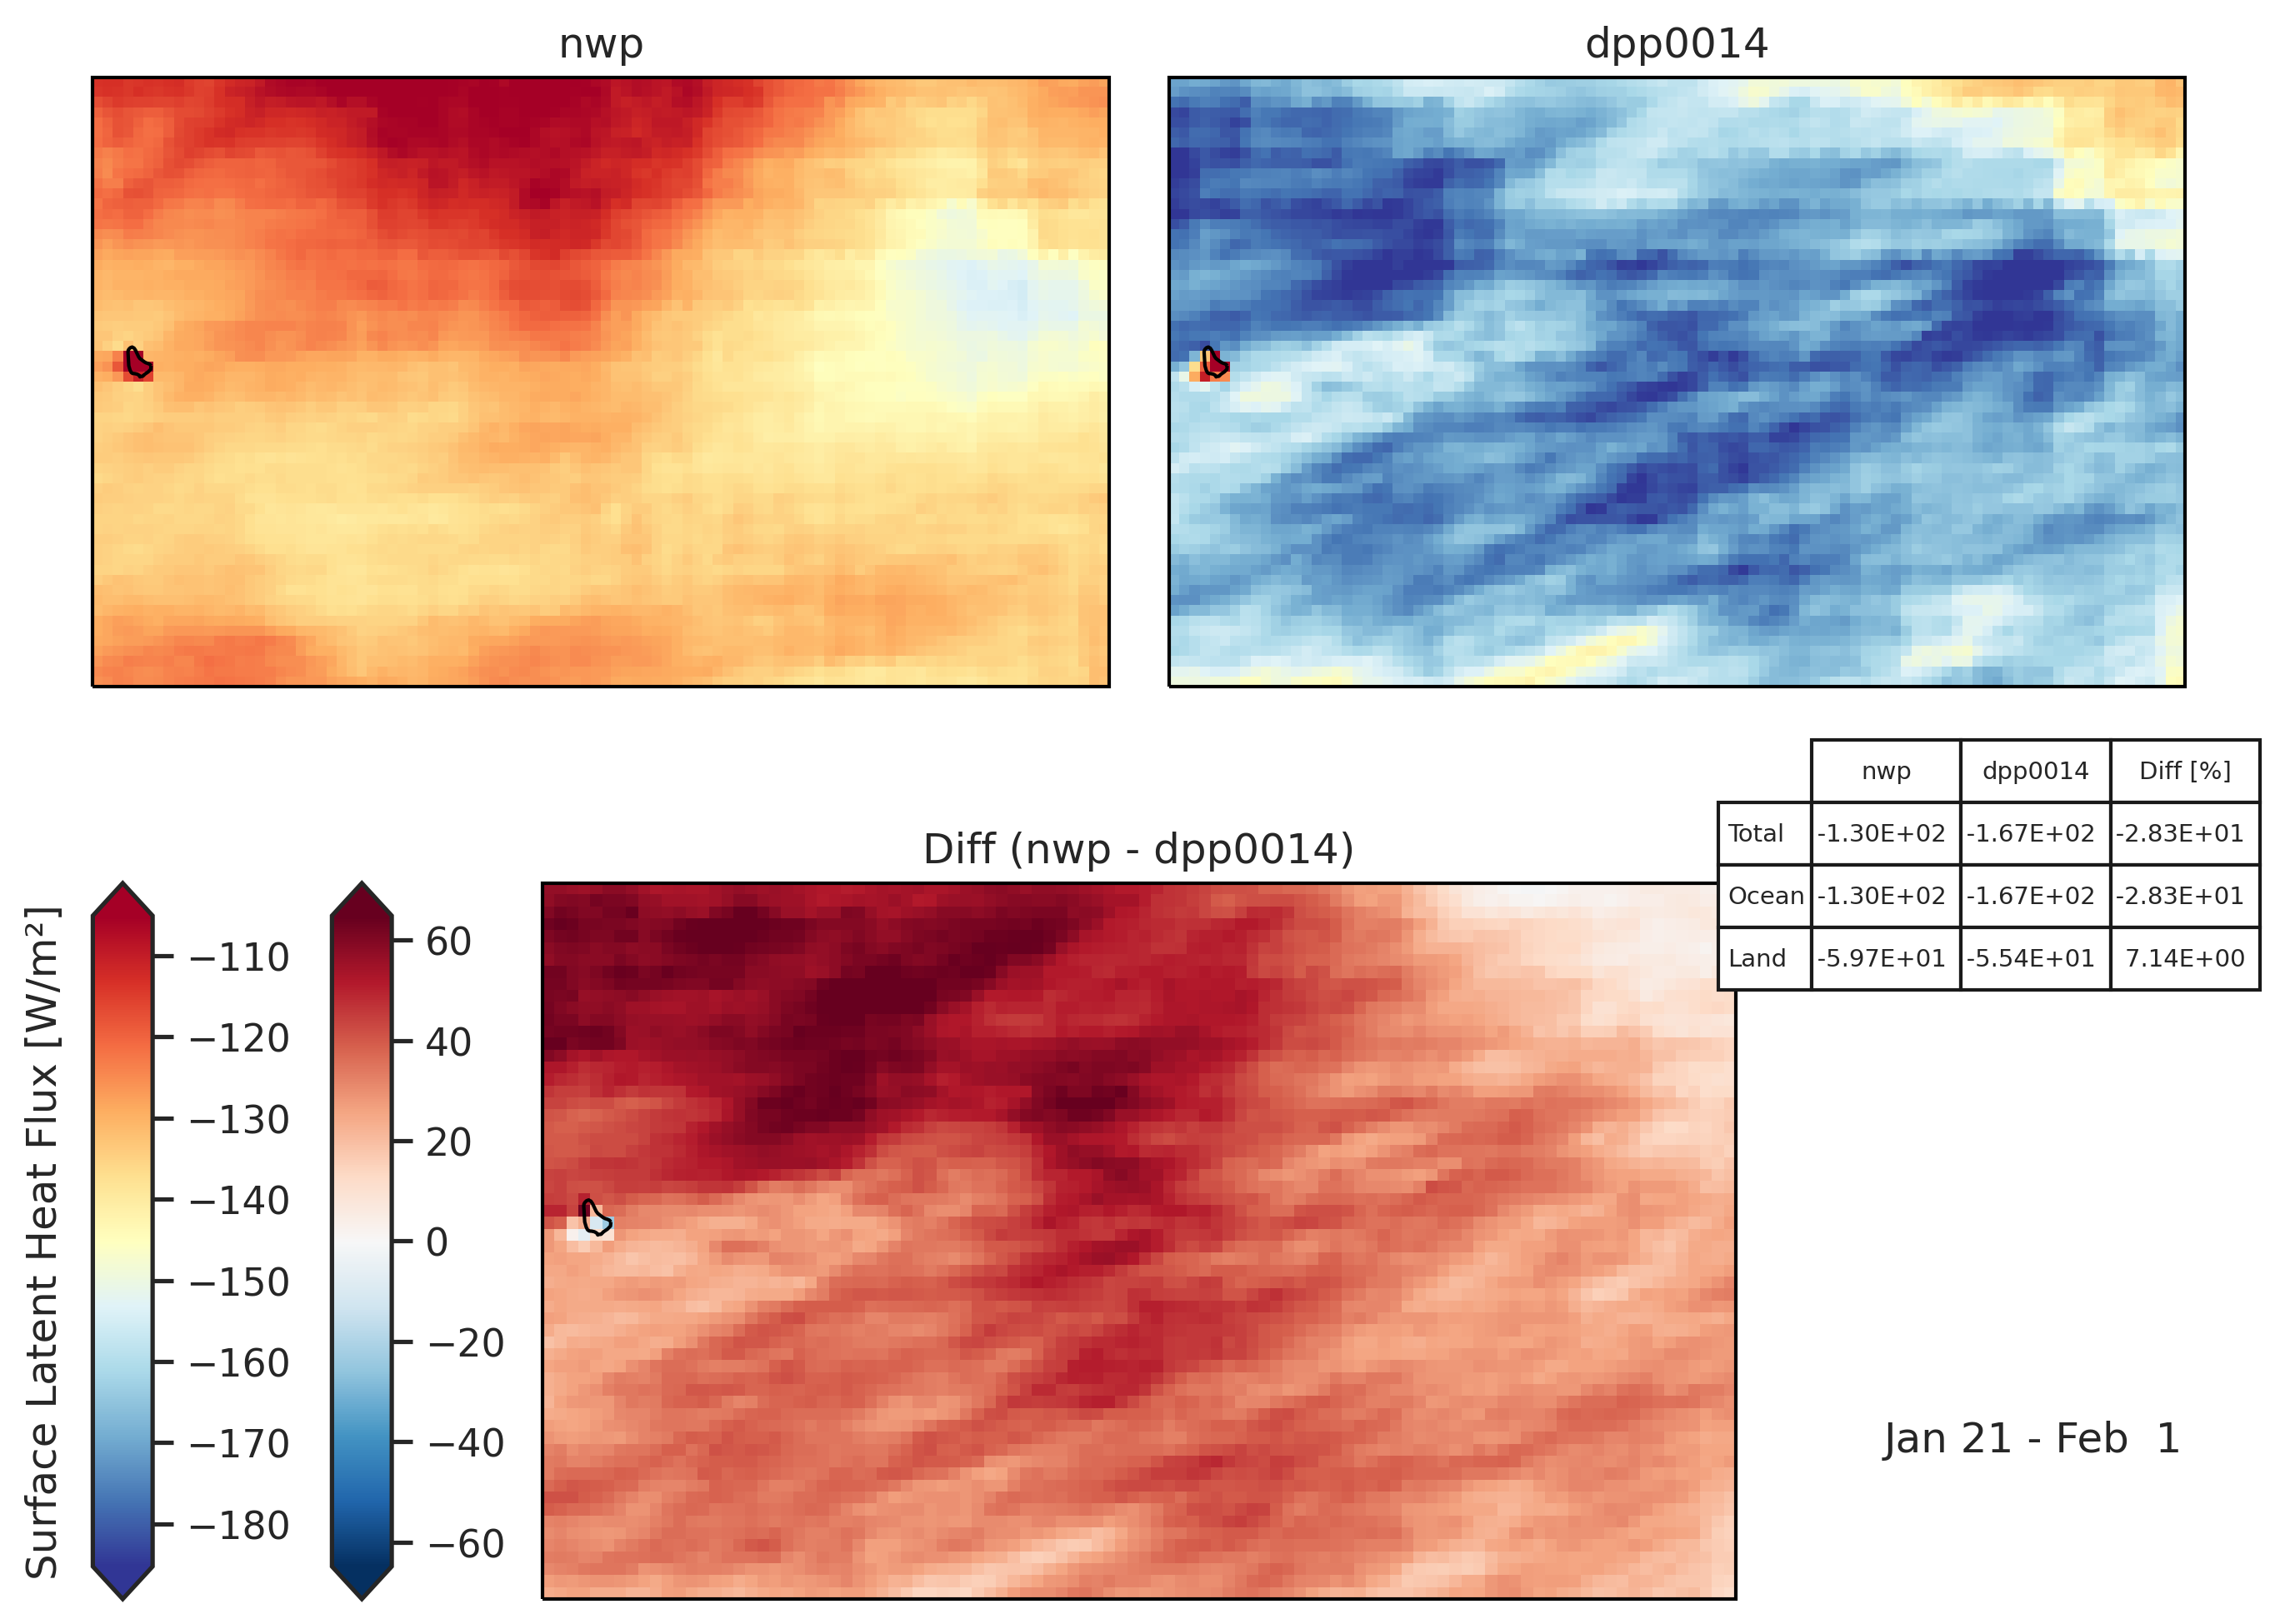 nwp
dpp0014
nwp dpp0014 Diff [%]
Total -1.30E+02 -1.67E+02 -2.83E+01
Ocean -1.30E+02 -1.67E+02 -2.83E+01
Land -5.97E+01 -5.54E+01 7.14E+00
Diff (nwp - dpp0014)
Surface Latent Heat Flux [W/m²]
−110
−120
−130
−140
−150
−160
−170
−180
60
40
20
0
−20
−40
−60
Jan 21 - Feb  1